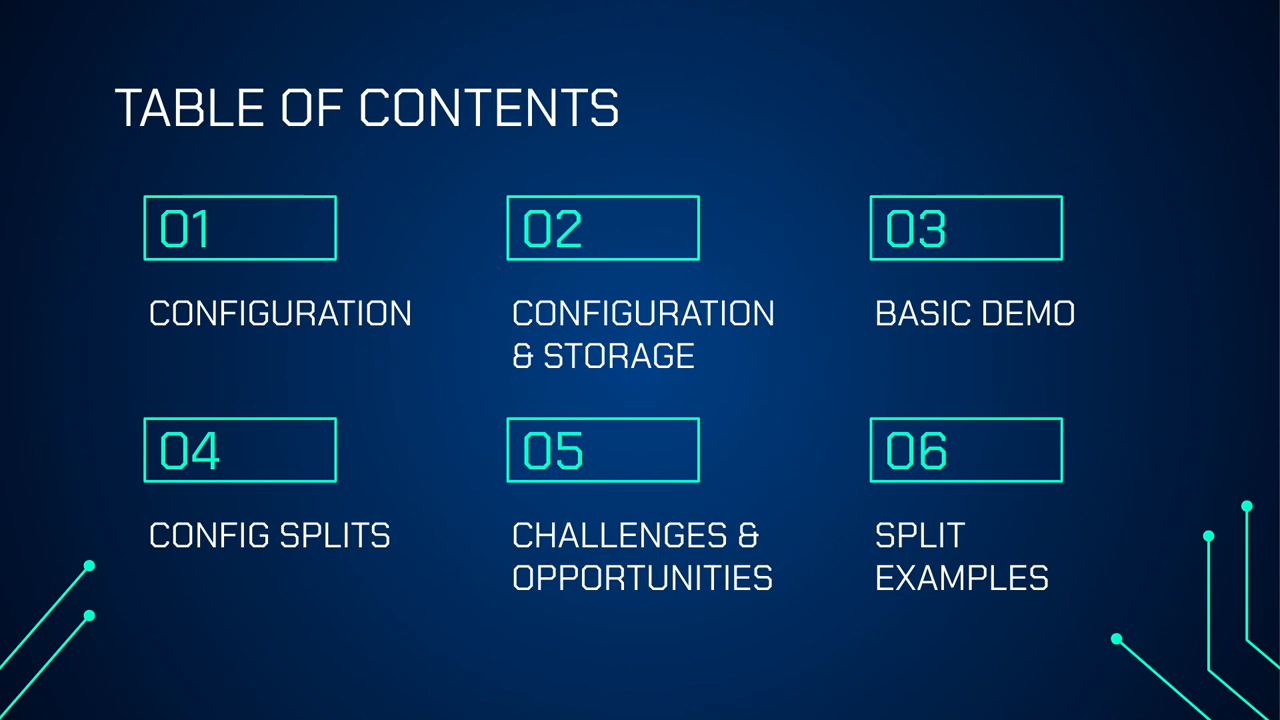 TABLE OF CONTENTS
01
CONFIGURATION
02
CONFIGURATION
& STORAGE
03
BASIC DEMO
04
CONFIG SPLITS
05
CHALLENGES &
OPPORTUNITIES
06
SPLIT
EXAMPLES